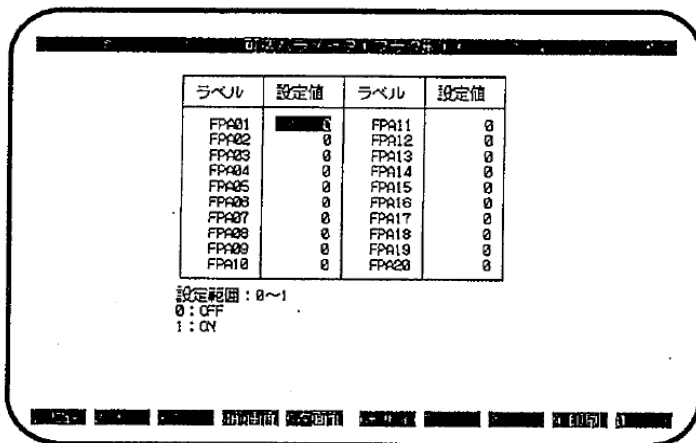 ラベル 設定値 ラベル 設定値
FPA01 0 FPA11 0
FPA02 0 FPA12 0
FPA03 0 FPA13 0
FPA04 0 FPA14 0
FPA05 0 FPA15 0
FPA06 0 FPA16 0
FPA07 0 FPA17 0
FPA08 0 FPA18 0
FPA09 0 FPA19 0
FPA10 0 FPA20 0
設定範囲:0～1
0:OFF
1:ON